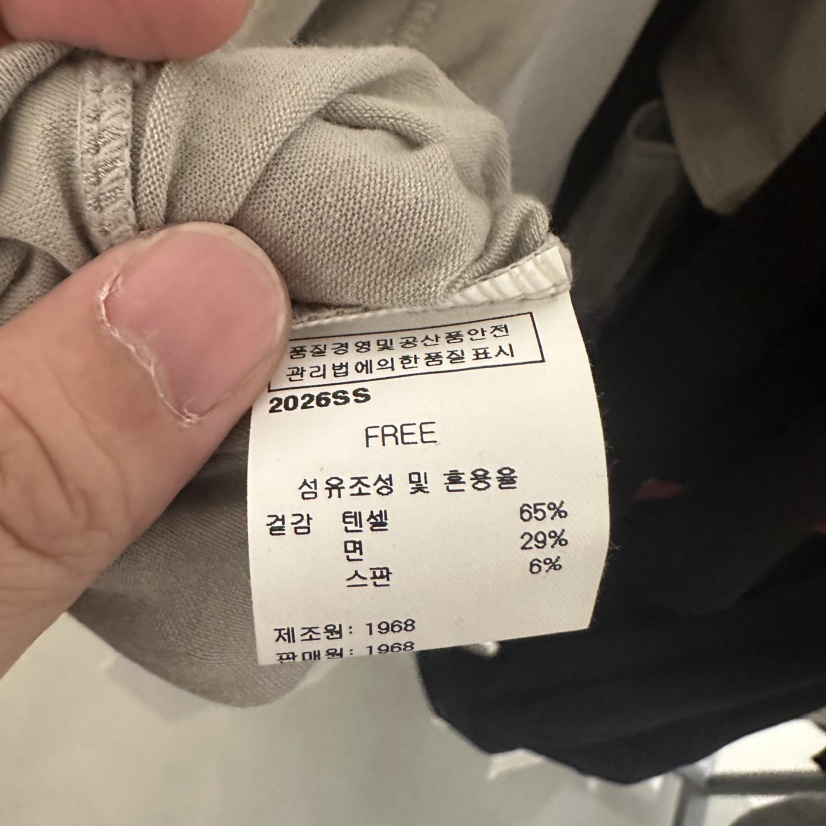 품질경영및공산품안전
관리법에의한품질표시
2026SS
FREE
섬유조성 및 혼용율
겉감 텐셀 65%
면 29%
스판 6%
제조원: 1968
판매원: 1968